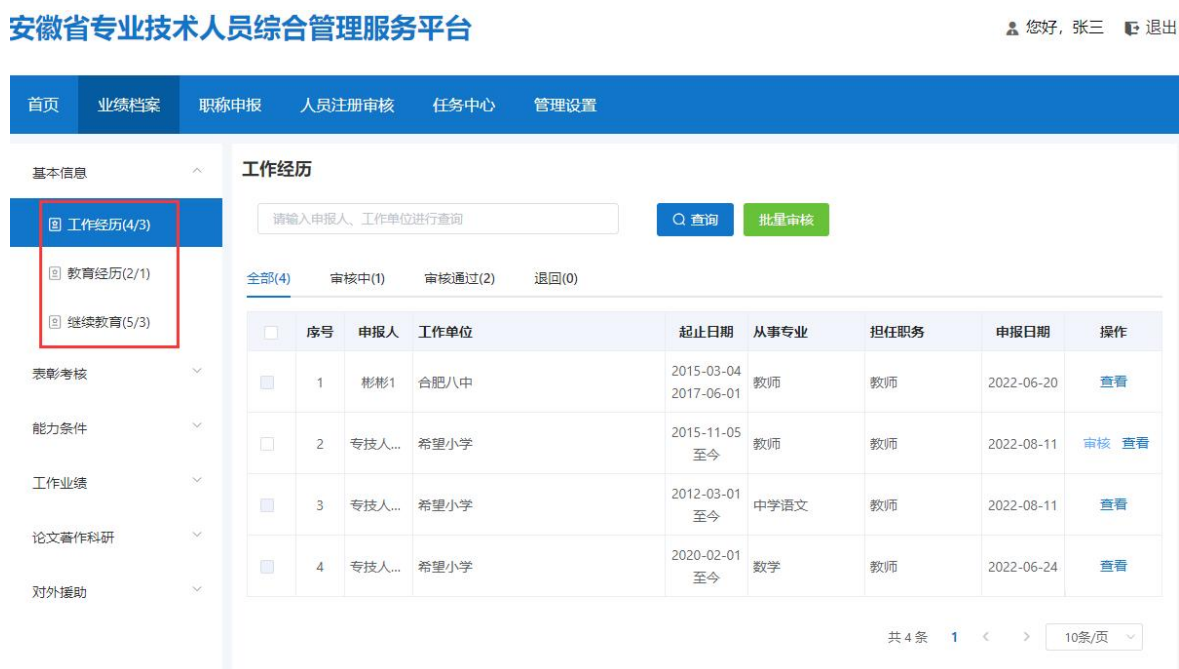 安徽省专业技术人员综合管理服务平台
您好，张三 退出
首页 业绩档案 职称申报 人员注册审核 任务中心 管理设置
基本信息
工作经历(4/3)
教育经历(2/1)
继续教育(5/3)
表彰考核
能力条件
工作业绩
论文著作科研
对外援助
工作经历
请输入申报人、工作单位进行查询 查询 批量审核
全部(4) 审核中(1) 审核通过(2) 退回(0)
序号 申报人 工作单位 起止日期 从事专业 担任职务 申报日期 操作
1 彬彬1 合肥八中 2015-03-04 2017-06-01 教师 教师 2022-06-20 查看
2 专技人... 希望小学 2015-11-05 至今 教师 教师 2022-08-11 审核 查看
3 专技人... 希望小学 2012-03-01 至今 中学语文 教师 2022-08-11 查看
4 专技人... 希望小学 2020-02-01 至今 数学 教师 2022-06-24 查看
共 4 条 1 < > 10条/页